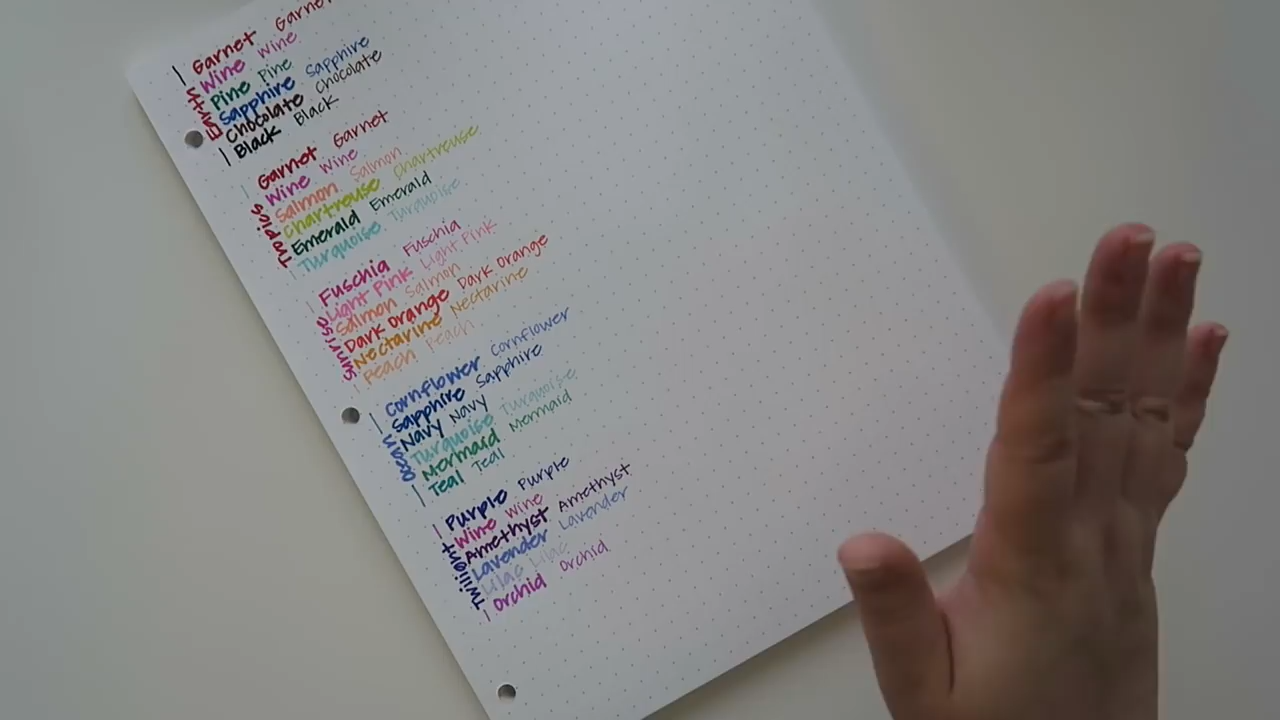 Earth
Garnet Garnet
Wine Wine
Pine Pine
Sapphire Sapphire
Chocolate Chocolate
Black Black
Tropics
Garnet Garnet
Wine Wine
Salmon Salmon
Chartreuse Chartreuse
Emerald Emerald
Turquoise Turquoise
Sunrise
Fuschia Fuschia
Light Pink Light Pink
Salmon Salmon
Dark Orange Dark Orange
Nectarine Nectarine
Peach Peach
Ocean
Cornflower Cornflower
Sapphire Sapphire
Navy Navy
Turquoise Turquoise
Mermaid Mermaid
Teal Teal
Twilight
Purple Purple
Wine Wine
Amethyst Amethyst
Lavender Lavender
Lilac Lilac
Orchid Orchid